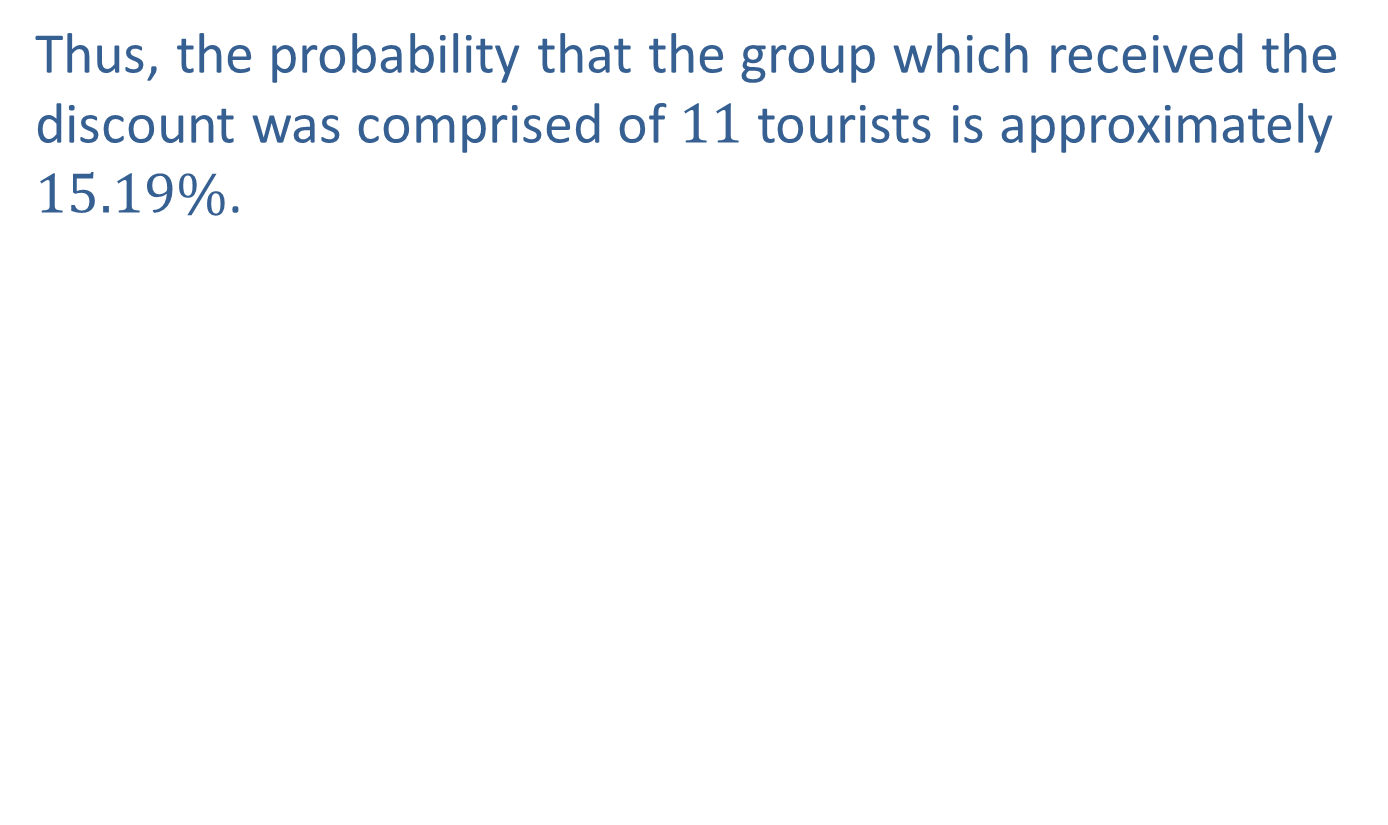 Thus, the probability that the group which received the
discount was comprised of 11 tourists is approximately
15.19%.